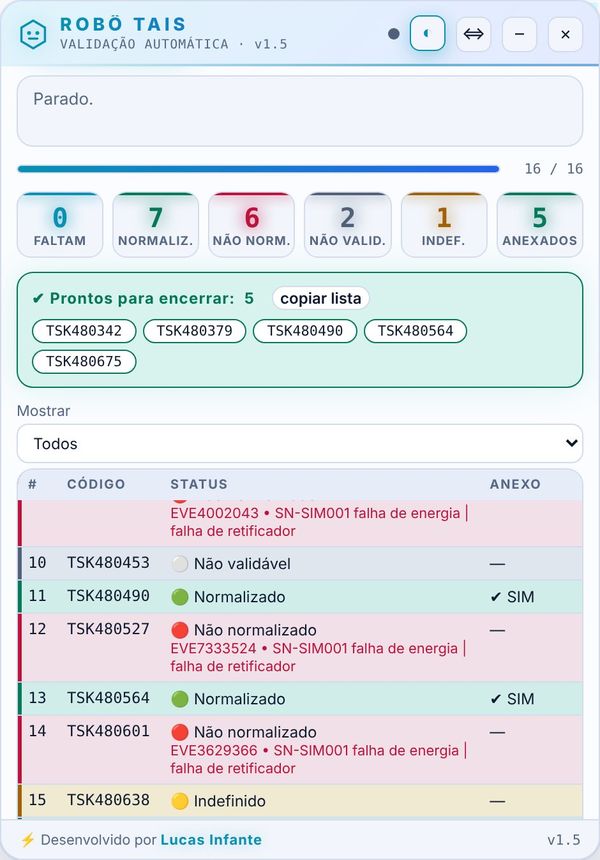 ROBÔ TAIS
VALIDAÇÃO AUTOMÁTICA · v1.5
Parado.
16 / 16
0 7 6 2 1 5
FALTAM NORMALIZ. NÃO NORM. NÃO VALID. INDEF. ANEXADOS
✔ Prontos para encerrar: 5 copiar lista
TSK480342 TSK480379 TSK480490 TSK480564
TSK480675
Mostrar
Todos
# CÓDIGO STATUS ANEXO
EVE4002043 • SN-SIM001 falha de energia |
falha de retificador
10 TSK480453 Não validável —
11 TSK480490 Normalizado ✔ SIM
12 TSK480527 Não normalizado —
EVE7333524 • SN-SIM001 falha de energia |
falha de retificador
13 TSK480564 Normalizado ✔ SIM
14 TSK480601 Não normalizado —
EVE3629366 • SN-SIM001 falha de energia |
falha de retificador
15 TSK480638 Indefinido —
⚡ Desenvolvido por Lucas Infante v1.5